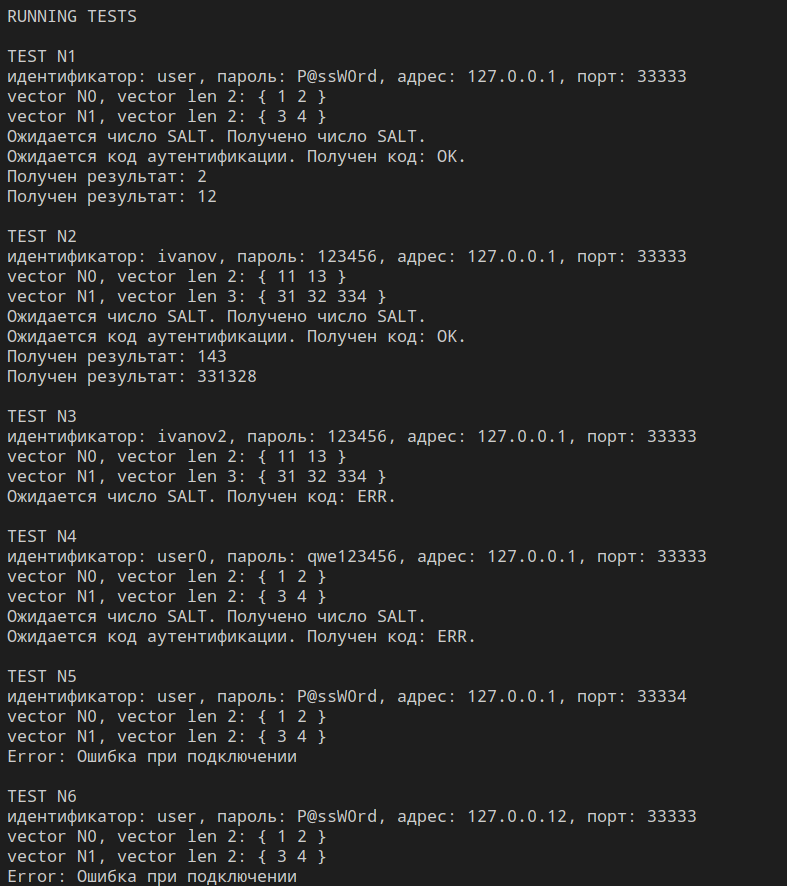 RUNNING TESTS
TEST N1
идентификатор: user, пароль: P@ssW0rd, адрес: 127.0.0.1, порт: 33333
vector N0, vector len 2: { 1 2 }
vector N1, vector len 2: { 3 4 }
Ожидается число SALT. Получено число SALT.
Ожидается код аутентификации. Получен код: OK.
Получен результат: 2
Получен результат: 12
TEST N2
идентификатор: ivanov, пароль: 123456, адрес: 127.0.0.1, порт: 33333
vector N0, vector len 2: { 11 13 }
vector N1, vector len 3: { 31 32 334 }
Ожидается число SALT. Получено число SALT.
Ожидается код аутентификации. Получен код: OK.
Получен результат: 143
Получен результат: 331328
TEST N3
идентификатор: ivanov2, пароль: 123456, адрес: 127.0.0.1, порт: 33333
vector N0, vector len 2: { 11 13 }
vector N1, vector len 3: { 31 32 334 }
Ожидается число SALT. Получен код: ERR.
TEST N4
идентификатор: user0, пароль: qwe123456, адрес: 127.0.0.1, порт: 33333
vector N0, vector len 2: { 1 2 }
vector N1, vector len 2: { 3 4 }
Ожидается число SALT. Получено число SALT.
Ожидается код аутентификации. Получен код: ERR.
TEST N5
идентификатор: user, пароль: P@ssW0rd, адрес: 127.0.0.1, порт: 33334
vector N0, vector len 2: { 1 2 }
vector N1, vector len 2: { 3 4 }
Error: Ошибка при подключении
TEST N6
идентификатор: user, пароль: P@ssW0rd, адрес: 127.0.0.12, порт: 33333
vector N0, vector len 2: { 1 2 }
vector N1, vector len 2: { 3 4 }
Error: Ошибка при подключении